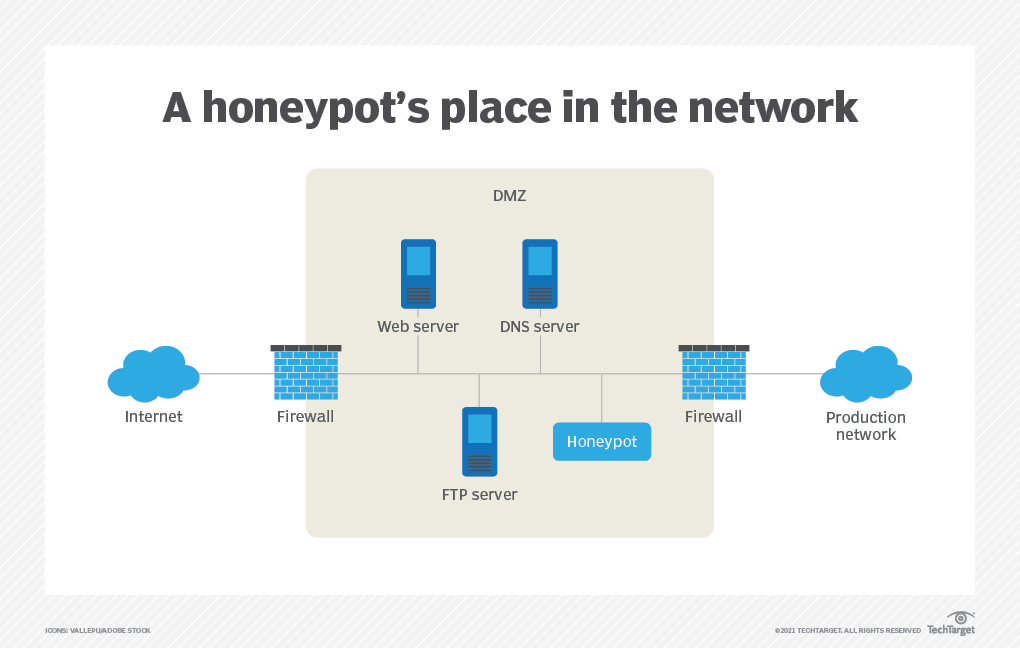 A honeypot's place in the network
DMZ
Web server
DNS server
Internet
Firewall
Firewall
Production
network
Honeypot
FTP server
ICONS: VALLEPU/ADOBE STOCK
©2021 TECHTARGET. ALL RIGHTS RESERVED
TechTarget